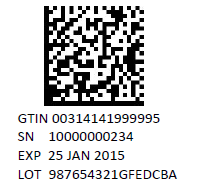 GTIN 00314141999995
SN 10000000234
EXP 25 JAN 2015
LOT 987654321GFEDCBA